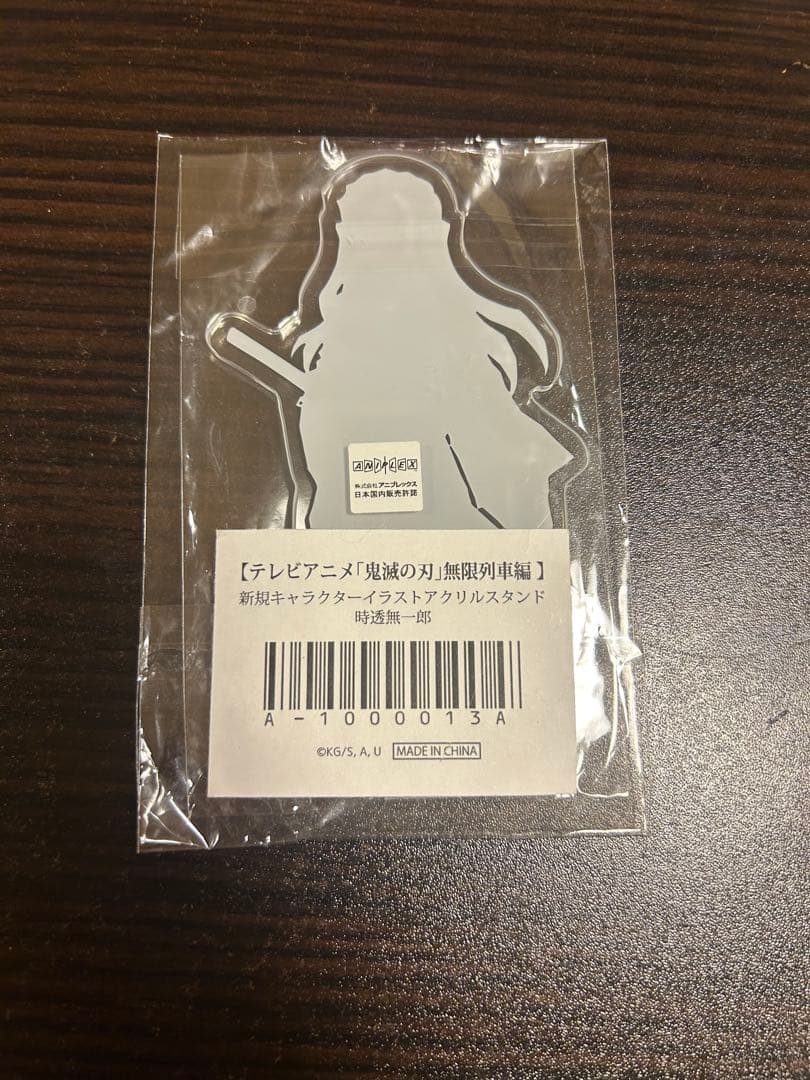 ANIPLEX
株式会社アニプレックス
日本国内販売許諾
【テレビアニメ「鬼滅の刃」無限列車編】
新規キャラクターイラストアクリルスタンド
時透無一郎
A-1000013A
©KG/S, A, U MADE IN CHINA